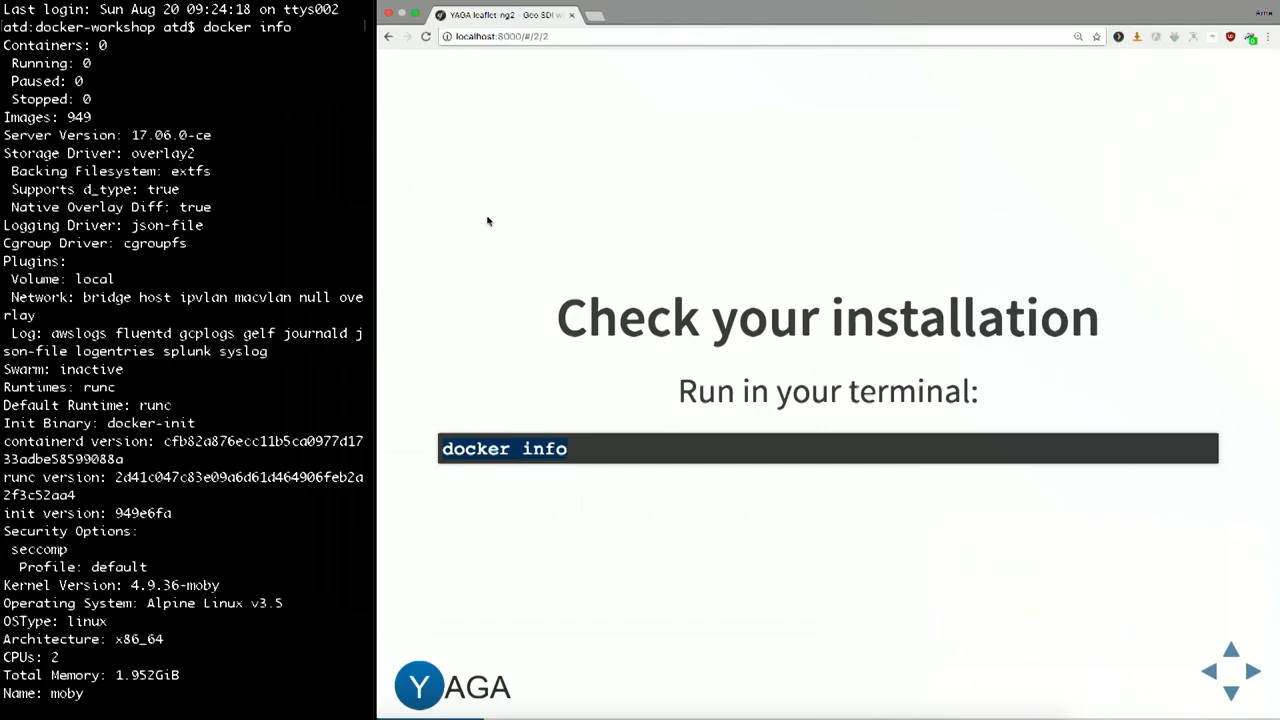 Last login: Sun Aug 20 09:24:18 on ttys002
atd:docker-workshop atd$ docker info
Containers: 0
Running: 0
Paused: 0
Stopped: 0
Images: 949
Server Version: 17.06.0-ce
Storage Driver: overlay2
Backing Filesystem: extfs
Supports d_type: true
Native Overlay Diff: true
Logging Driver: json-file
Cgroup Driver: cgroupfs
Plugins:
Volume: local
Network: bridge host ipvlan macvlan null ove
rlay
Log: awslogs fluentd gcplogs gelf journald j
son-file logentries splunk syslog
Swarm: inactive
Runtimes: runc
Default Runtime: runc
Init Binary: docker-init
containerd version: cfb82a876ecc11b5ca0977d17
33adbe58599088a
runc version: 2d41c047c83e09a6d61d464906feb2a
2f3c52aa4
init version: 949e6fa
Security Options:
seccomp
Profile: default
Kernel Version: 4.9.36-moby
Operating System: Alpine Linux v3.5
OSType: linux
Architecture: x86_64
CPUs: 2
Total Memory: 1.952GiB
Name: moby
YAGA leaflet-ng2 - Geo SDI w
Arne
localhost:8000/#/2/2
Check your installation
Run in your terminal:
docker info
YAGA